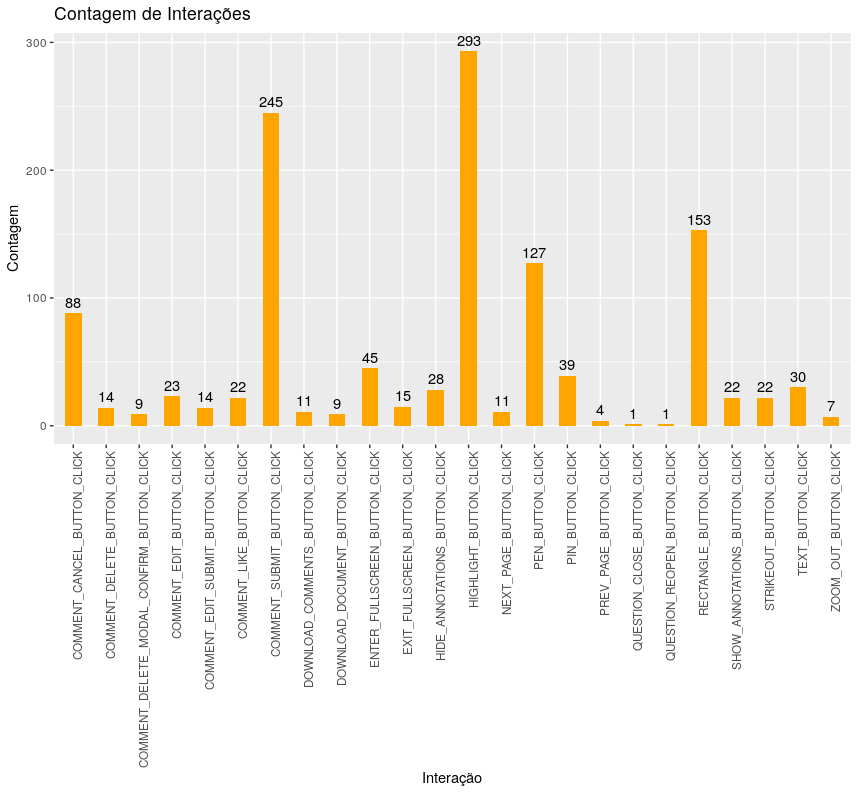 Contagem de Interações
Contagem
300
200
100
0
88
14
9
23
14
22
245
11
9
45
15
28
293
11
127
39
4
1
1
153
22
22
30
7
COMMENT_CANCEL_BUTTON_CLICK
COMMENT_DELETE_BUTTON_CLICK
COMMENT_DELETE_MODAL_CONFIRM_BUTTON_CLICK
COMMENT_EDIT_BUTTON_CLICK
COMMENT_EDIT_SUBMIT_BUTTON_CLICK
COMMENT_LIKE_BUTTON_CLICK
COMMENT_SUBMIT_BUTTON_CLICK
DOWNLOAD_COMMENTS_BUTTON_CLICK
DOWNLOAD_DOCUMENT_BUTTON_CLICK
ENTER_FULLSCREEN_BUTTON_CLICK
EXIT_FULLSCREEN_BUTTON_CLICK
HIDE_ANNOTATIONS_BUTTON_CLICK
HIGHLIGHT_BUTTON_CLICK
NEXT_PAGE_BUTTON_CLICK
PEN_BUTTON_CLICK
PIN_BUTTON_CLICK
PREV_PAGE_BUTTON_CLICK
QUESTION_CLOSE_BUTTON_CLICK
QUESTION_REOPEN_BUTTON_CLICK
RECTANGLE_BUTTON_CLICK
SHOW_ANNOTATIONS_BUTTON_CLICK
STRIKEOUT_BUTTON_CLICK
TEXT_BUTTON_CLICK
ZOOM_OUT_BUTTON_CLICK
Interação